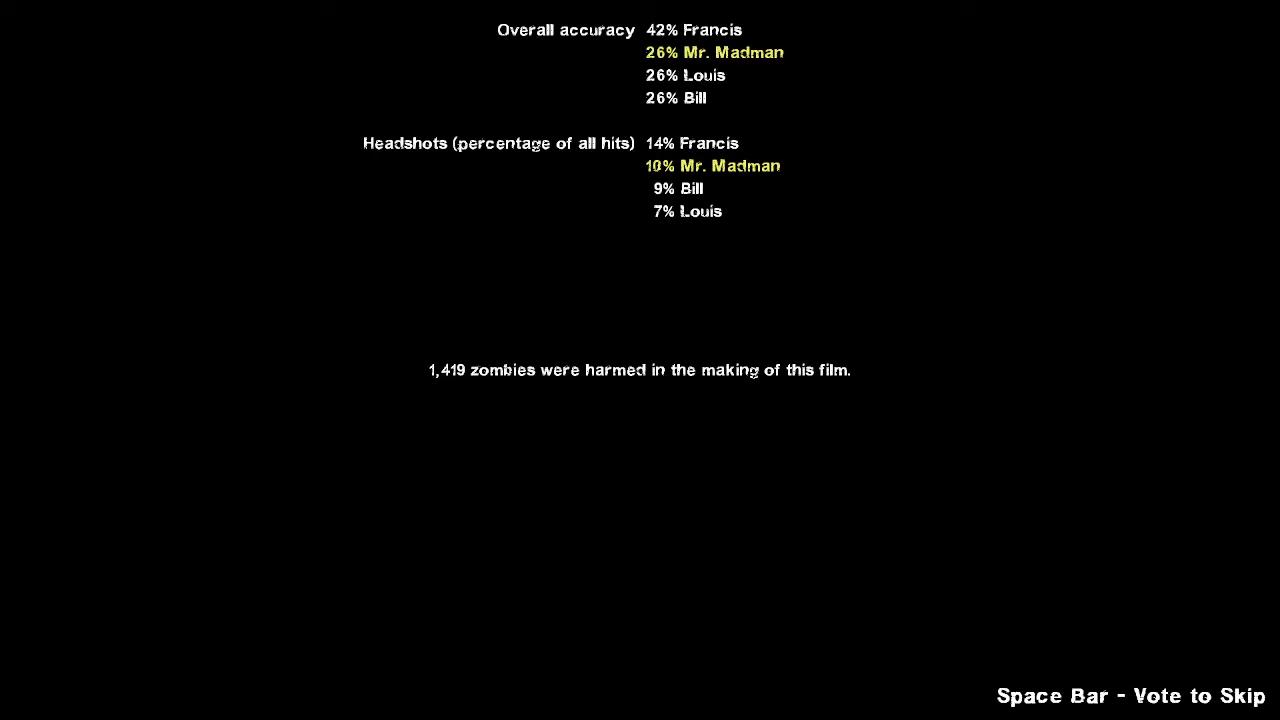 Overall accuracy 42% Francis
26% Mr. Madman
26% Louis
26% Bill
Headshots (percentage of all hits) 14% Francis
10% Mr. Madman
9% Bill
7% Louis
1,419 zombies were harmed in the making of this film.
Space Bar - Vote to Skip